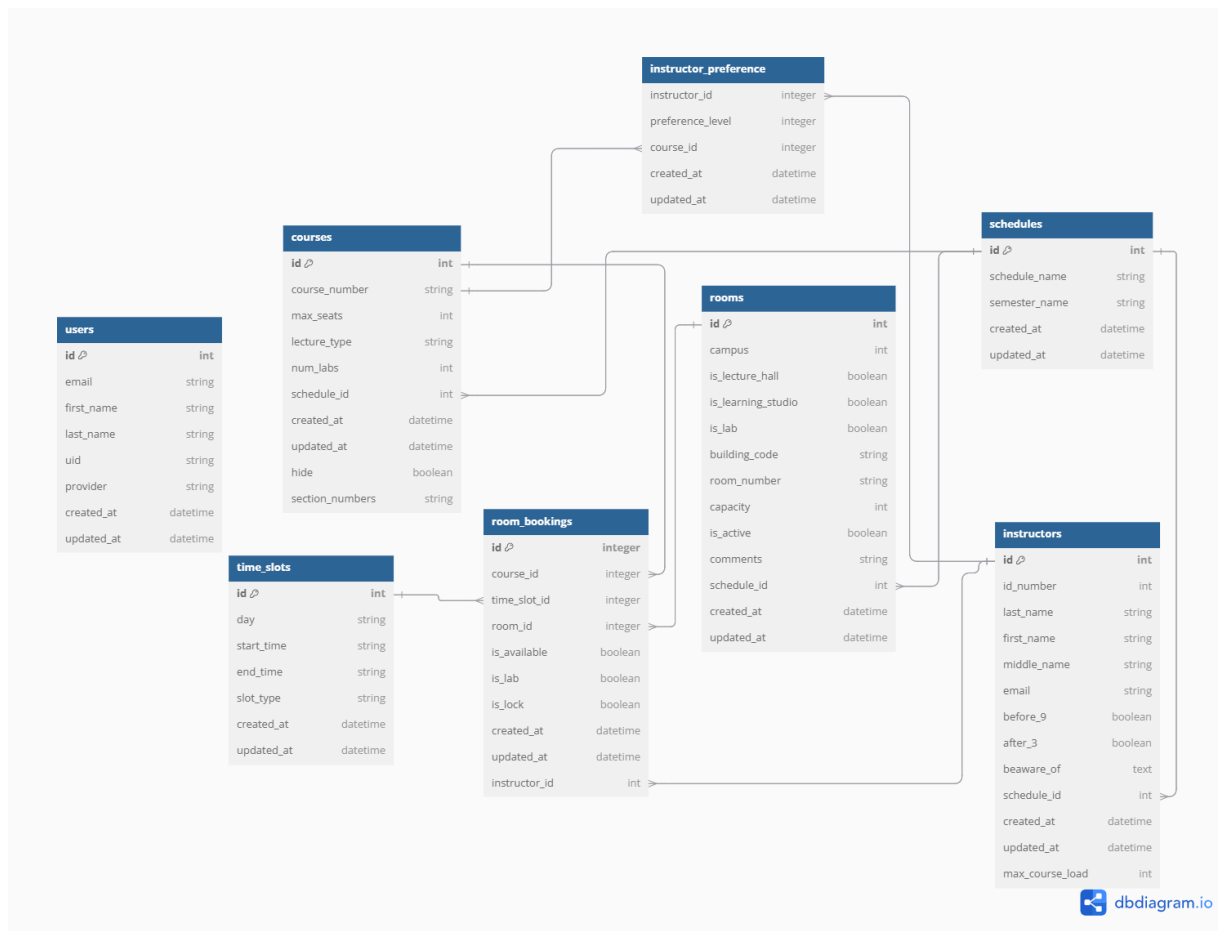 instructor_preference
instructor_id integer
preference_level integer
course_id integer
created_at datetime
updated_at datetime
schedules
id int
schedule_name string
semester_name string
created_at datetime
updated_at datetime
courses
id int
course_number string
max_seats int
lecture_type string
num_labs int
schedule_id int
created_at datetime
updated_at datetime
hide boolean
section_numbers string
rooms
id int
campus int
is_lecture_hall boolean
is_learning_studio boolean
is_lab boolean
building_code string
room_number string
capacity int
is_active boolean
comments string
schedule_id int
created_at datetime
updated_at datetime
users
id int
email string
first_name string
last_name string
uid string
provider string
created_at datetime
updated_at datetime
room_bookings
id integer
course_id integer
time_slot_id integer
room_id integer
is_available boolean
is_lab boolean
is_lock boolean
created_at datetime
updated_at datetime
instructor_id int
instructors
id int
id_number int
last_name string
first_name string
middle_name string
email string
before_9 boolean
after_3 boolean
beaware_of text
schedule_id int
created_at datetime
updated_at datetime
max_course_load int
time_slots
id int
day string
start_time string
end_time string
slot_type string
created_at datetime
updated_at datetime
dbdiagram.io